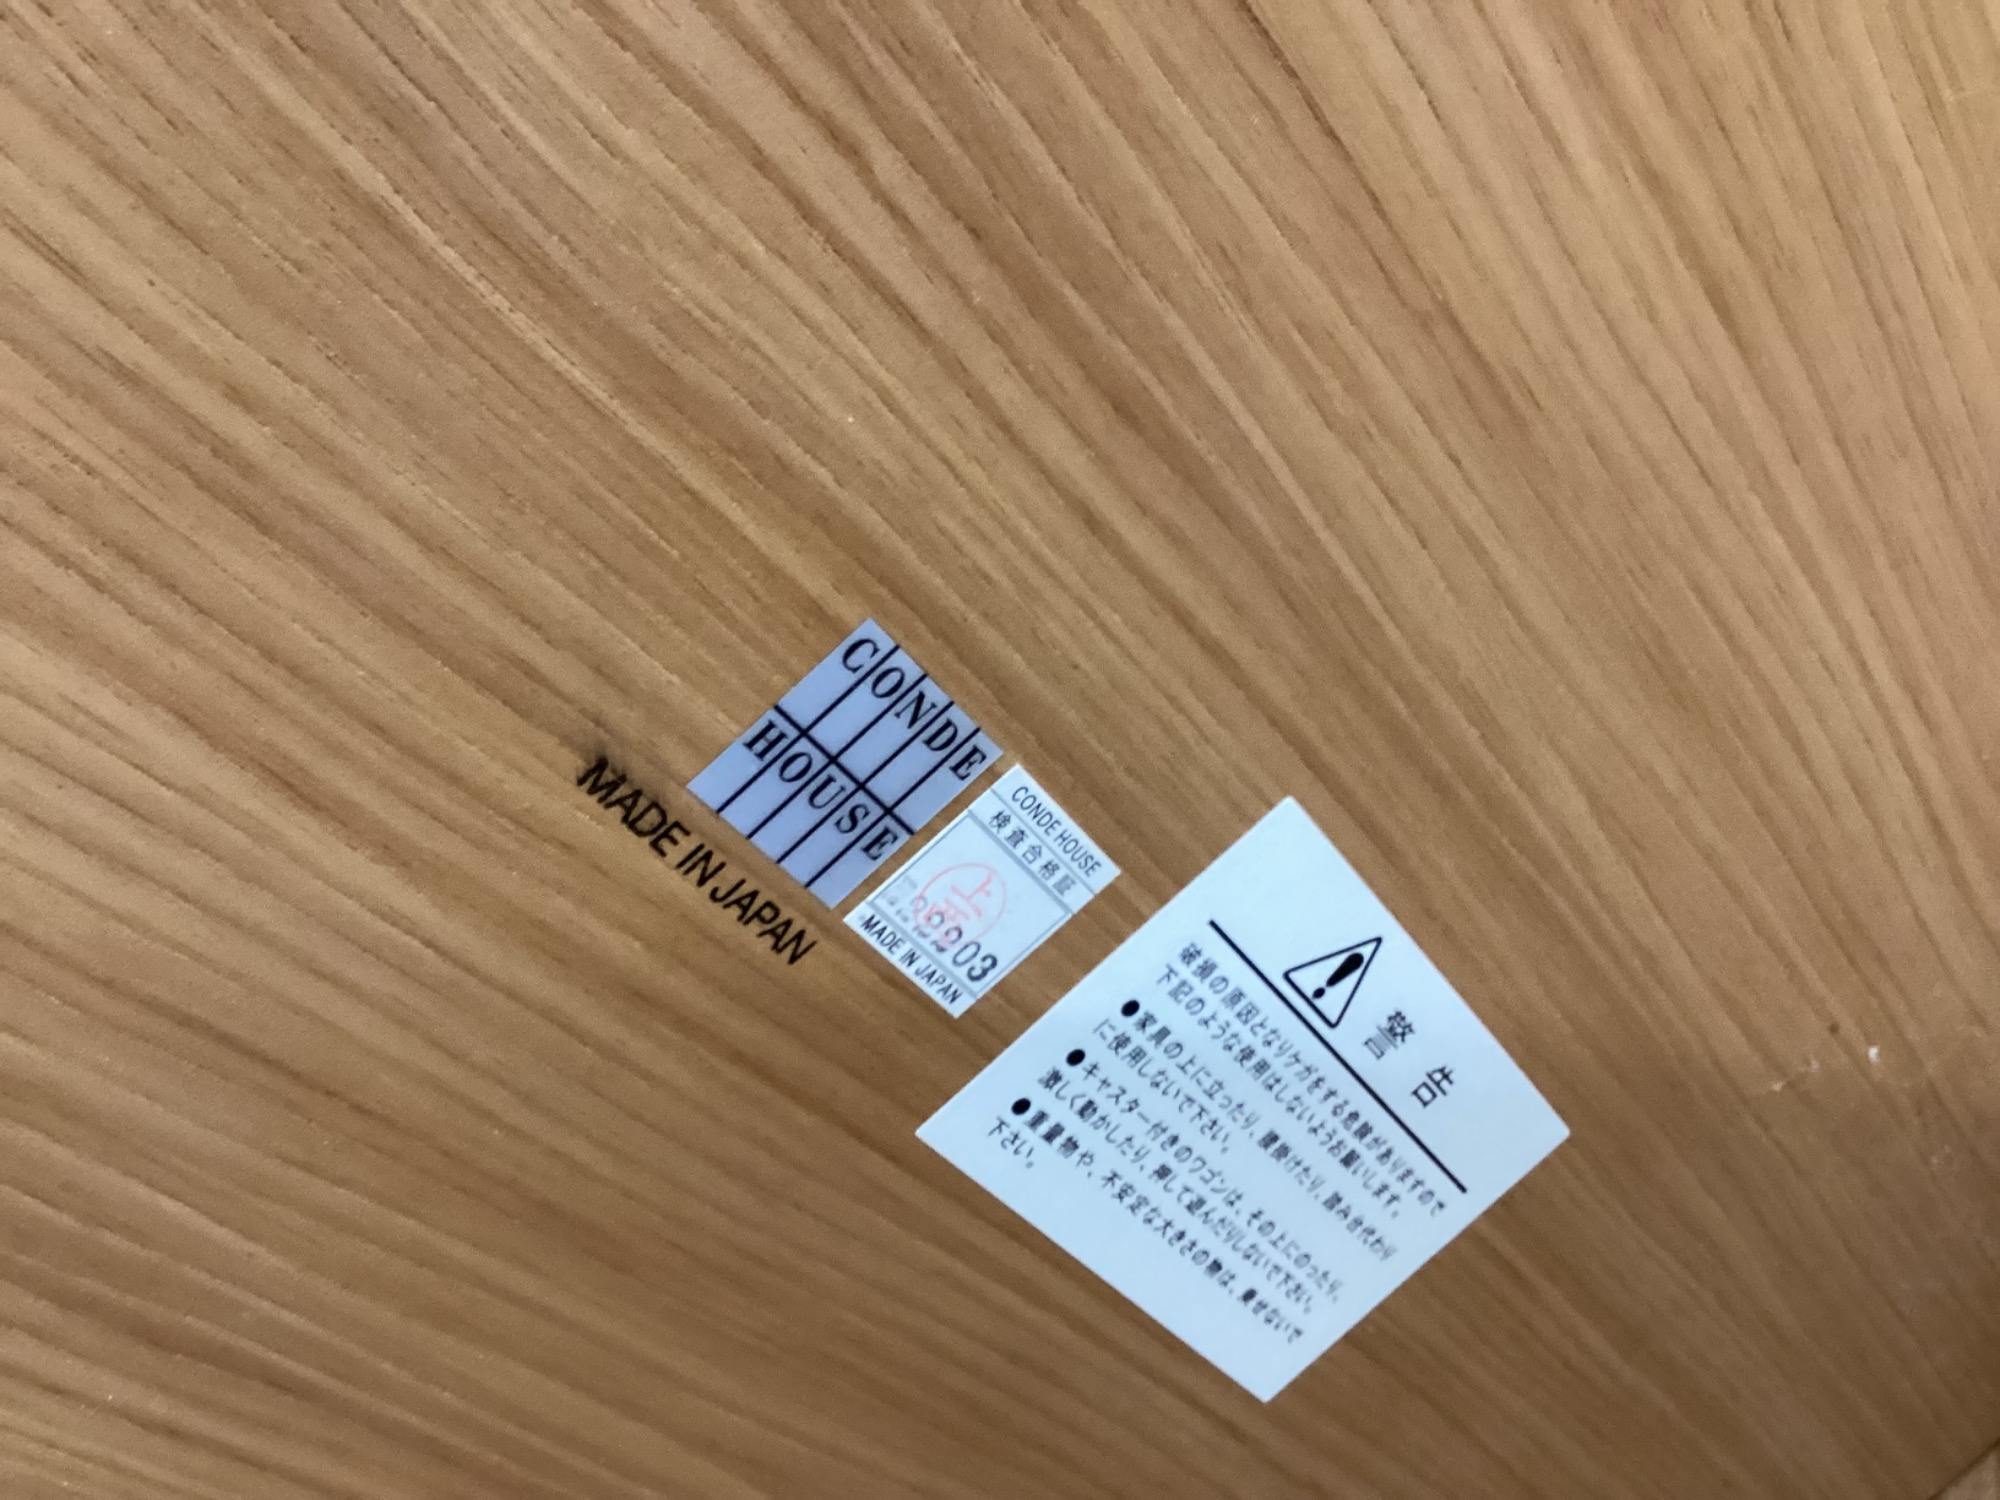 CONDE
HOUSE
MADE IN JAPAN
CONDE HOUSE
検査合格証
MADE IN JAPAN
警告
破損の原因となりケガをする危険がありますので
下記のような使用はしないようお願いします。
●家具の上に立ったり、腰掛けたり、踏み台代わり
に使用しないで下さい。
●キャスター付きのワゴンは、その上にのったり、
激しく動かしたり、押して遊んだりしないで下さい。
●重量物や、不安定な大きさの物は、乗せないで
下さい。